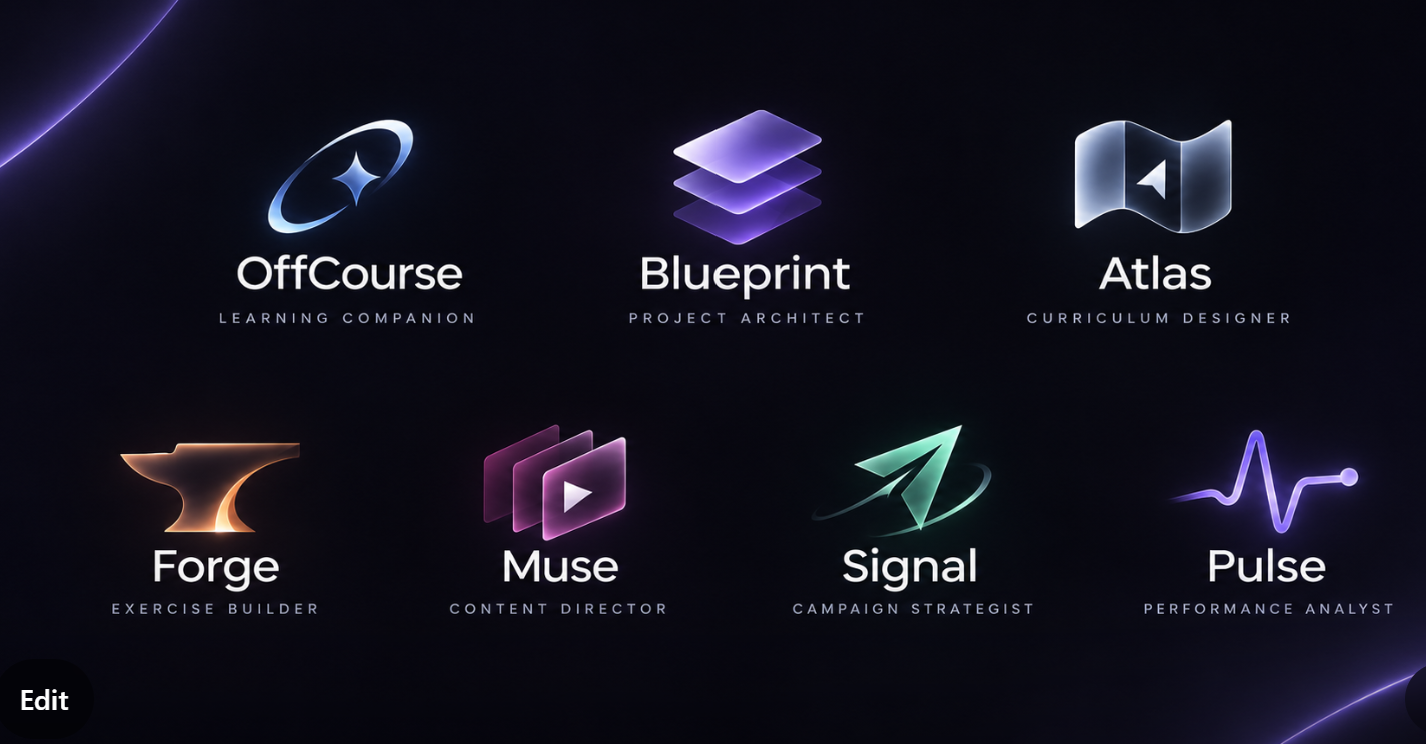 OffCourse
LEARNING COMPANION
Blueprint
PROJECT ARCHITECT
Atlas
CURRICULUM DESIGNER
Forge
EXERCISE BUILDER
Muse
CONTENT DIRECTOR
Signal
CAMPAIGN STRATEGIST
Pulse
PERFORMANCE ANALYST
Edit